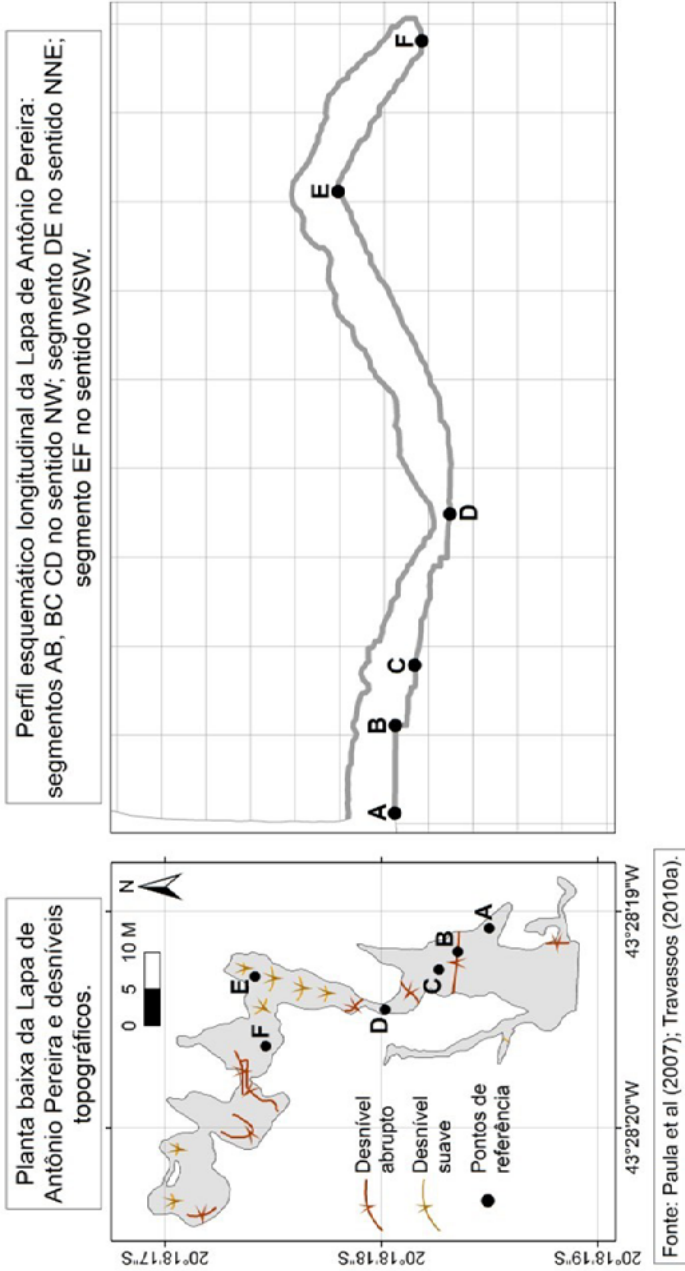 Planta baixa da Lapa de
Antônio Pereira e desníveis
topográficos.
N
0 5 10 M
E
F
D
C
B
A
Desnível
abrupto
Desnível
suave
Pontos de
referência
20°18'17"S
20°18'18"S
20°18'19"S
43°28'20"W
43°28'19"W
Fonte: Paula et al (2007); Travassos (2010a).
Perfil esquemático longitudinal da Lapa de Antônio Pereira:
segmentos AB, BC CD no sentido NW; segmento DE no sentido NNE;
segmento EF no sentido WSW.
A
B
C
D
E
F